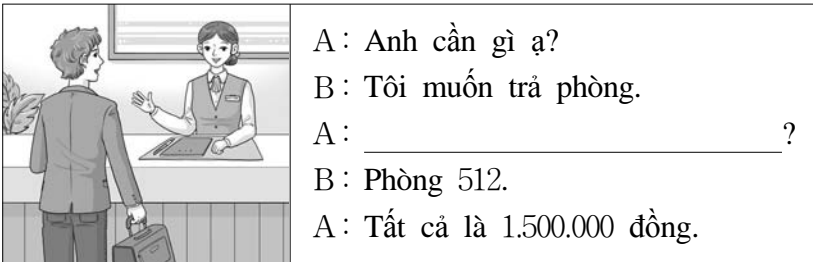 A: Anh cần gì ạ?
B: Tôi muốn trả phòng.
A: ?
B: Phòng 512.
A: Tất cả là 1.500.000 đồng.